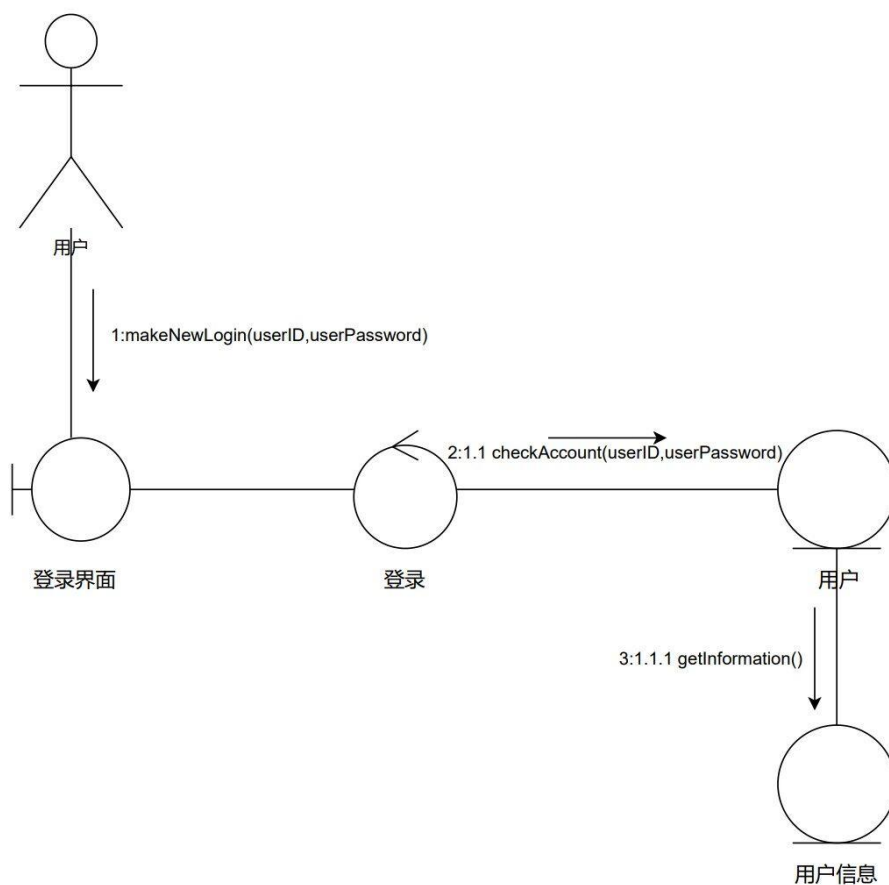 用户
1:makeNewLogin(userID,userPassword)
2:1.1 checkAccount(userID,userPassword)
登录界面
登录
用户
3:1.1.1 getInformation()
用户信息